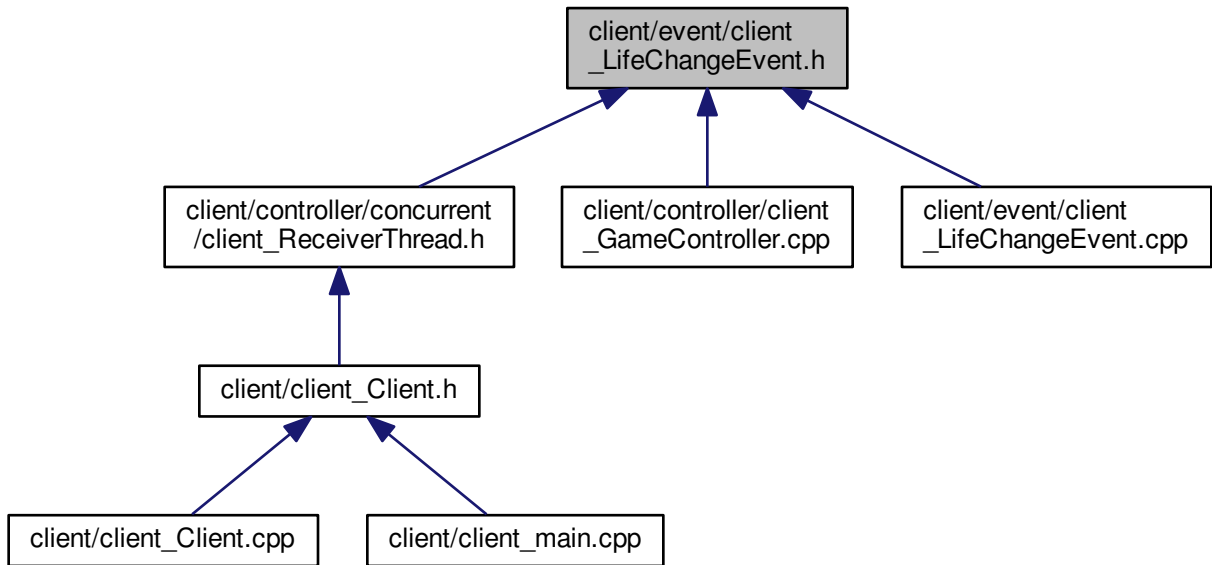 client/event/client
_LifeChangeEvent.h
client/controller/concurrent
/client_ReceiverThread.h
client/controller/client
_GameController.cpp
client/event/client
_LifeChangeEvent.cpp
client/client_Client.h
client/client_Client.cpp
client/client_main.cpp